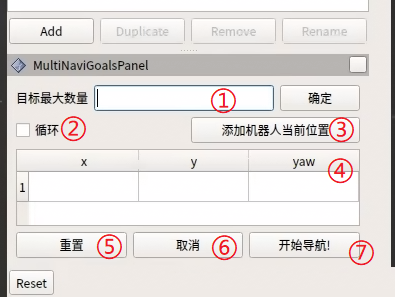 Add Duplicate Remove Rename
MultiNaviGoalsPanel
目标最大数量 ① 确定
循环 ② 添加机器人当前位置 ③
x y yaw ④
1
重置 ⑤ 取消 ⑥ 开始导航! ⑦
Reset